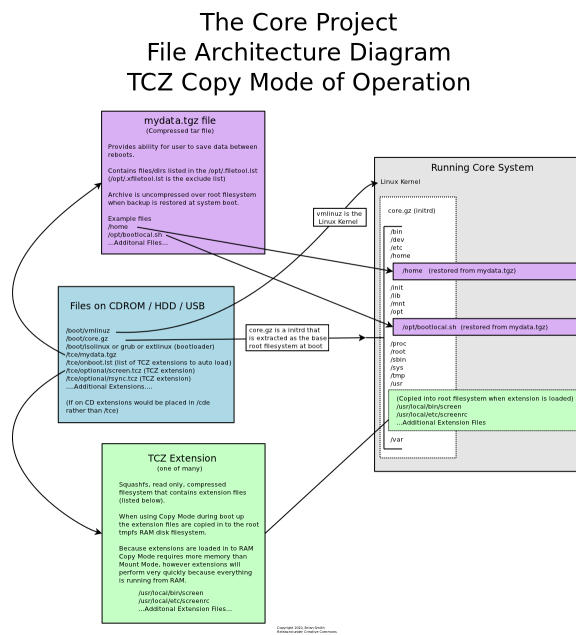 The Core Project
File Architecture Diagram
TCZ Copy Mode of Operation
mydata.tgz file
(Compressed tar file)
Provides ability for user to save data between
reboots.
Contains files/dirs listed in the /opt/.filetool.lst
(/opt/.xfiletool.lst is the exclude list)
Archive is uncompressed over root filesystem
when backup is restored at system boot.
Example files
/home
/opt/bootlocal.sh
...Additonal Files...
Files on CDROM / HDD / USB
/boot/vmlinuz
/boot/core.gz
/boot/isolinux or grub or extlinux (bootloader)
/tce/mydata.tgz
/tce/onboot.lst (list of TCZ extensions to auto load)
/tce/optional/screen.tcz (TCZ extension)
/tce/optional/rsync.tcz (TCZ extension)
....Additional Extensions....
(If on CD extensions would be placed in /cde
rather than /tce)
TCZ Extension
(one of many)
Squashfs, read only, compressed
filesystem that contains extension files
(listed below).
When using Copy Mode during boot up
the extension files are copied in to the root
tmpfs RAM disk filesystem.
Because extensions are loaded in to RAM
Copy Mode requires more memory than
Mount Mode, however extensions will
perform very quickly because everything
is running from RAM.
/usr/local/bin/screen
/usr/local/etc/screenrc
...Additonal Extension Files...
vmlinuz is the
Linux Kernel
core.gz is a initrd that
is extracted as the base
root filesystem at boot
Running Core System
Linux Kernel
core.gz (initrd)
/bin
/dev
/etc
/home
/home (restored from mydata.tgz)
/init
/lib
/mnt
/opt
/opt/bootlocal.sh (restored from mydata.tgz)
/proc
/root
/sbin
/sys
/tmp
/usr
(Copied into root filesystem when extension is loaded)
/usr/local/bin/screen
/usr/local/etc/screenrc
...Additional Extension Files
/var
Copyright 2010, Brian Smith
Released under Creative Commons